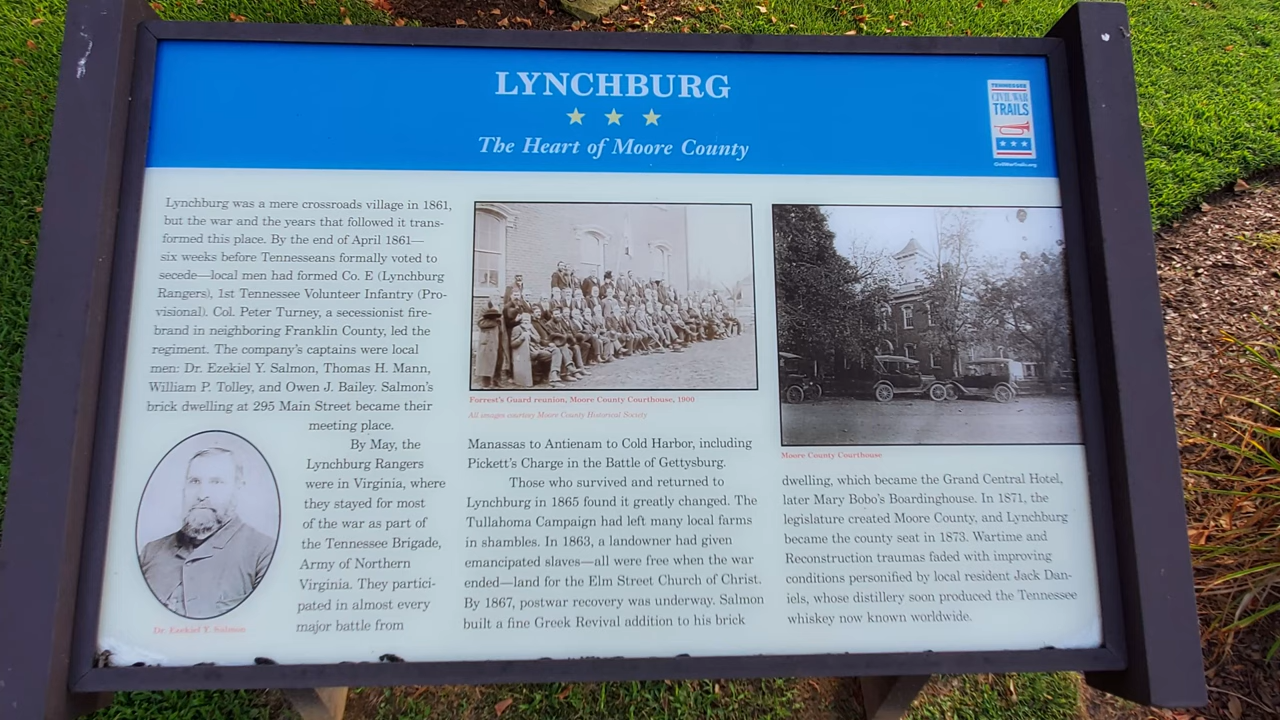 LYNCHBURG
The Heart of Moore County
TENNESSEE
CIVIL WAR
TRAILS
CivilWarTrails.org
Lynchburg was a mere crossroads village in 1861,
but the war and the years that followed it trans-
formed this place. By the end of April 1861—
six weeks before Tennesseans formally voted to
secede—local men had formed Co. E (Lynchburg
Rangers), 1st Tennessee Volunteer Infantry (Pro-
visional). Col. Peter Turney, a secessionist fire-
brand in neighboring Franklin County, led the
regiment. The company's captains were local
men: Dr. Ezekiel Y. Salmon, Thomas H. Mann,
William P. Tolley, and Owen J. Bailey. Salmon's
brick dwelling at 295 Main Street became their
meeting place.
By May, the
Lynchburg Rangers
were in Virginia, where
they stayed for most
of the war as part of
the Tennessee Brigade,
Army of Northern
Virginia. They partici-
pated in almost every
major battle from
Dr. Ezekiel Y. Salmon
Forrest's Guard reunion, Moore County Courthouse, 1900
All images courtesy Moore County Historical Society
Manassas to Antienam to Cold Harbor, including
Pickett's Charge in the Battle of Gettysburg.
Those who survived and returned to
Lynchburg in 1865 found it greatly changed. The
Tullahoma Campaign had left many local farms
in shambles. In 1863, a landowner had given
emancipated slaves—all were free when the war
ended—land for the Elm Street Church of Christ.
By 1867, postwar recovery was underway. Salmon
built a fine Greek Revival addition to his brick
Moore County Courthouse
dwelling, which became the Grand Central Hotel,
later Mary Bobo's Boardinghouse. In 1871, the
legislature created Moore County, and Lynchburg
became the county seat in 1873. Wartime and
Reconstruction traumas faded with improving
conditions personified by local resident Jack Dan-
iels, whose distillery soon produced the Tennessee
whiskey now known worldwide.